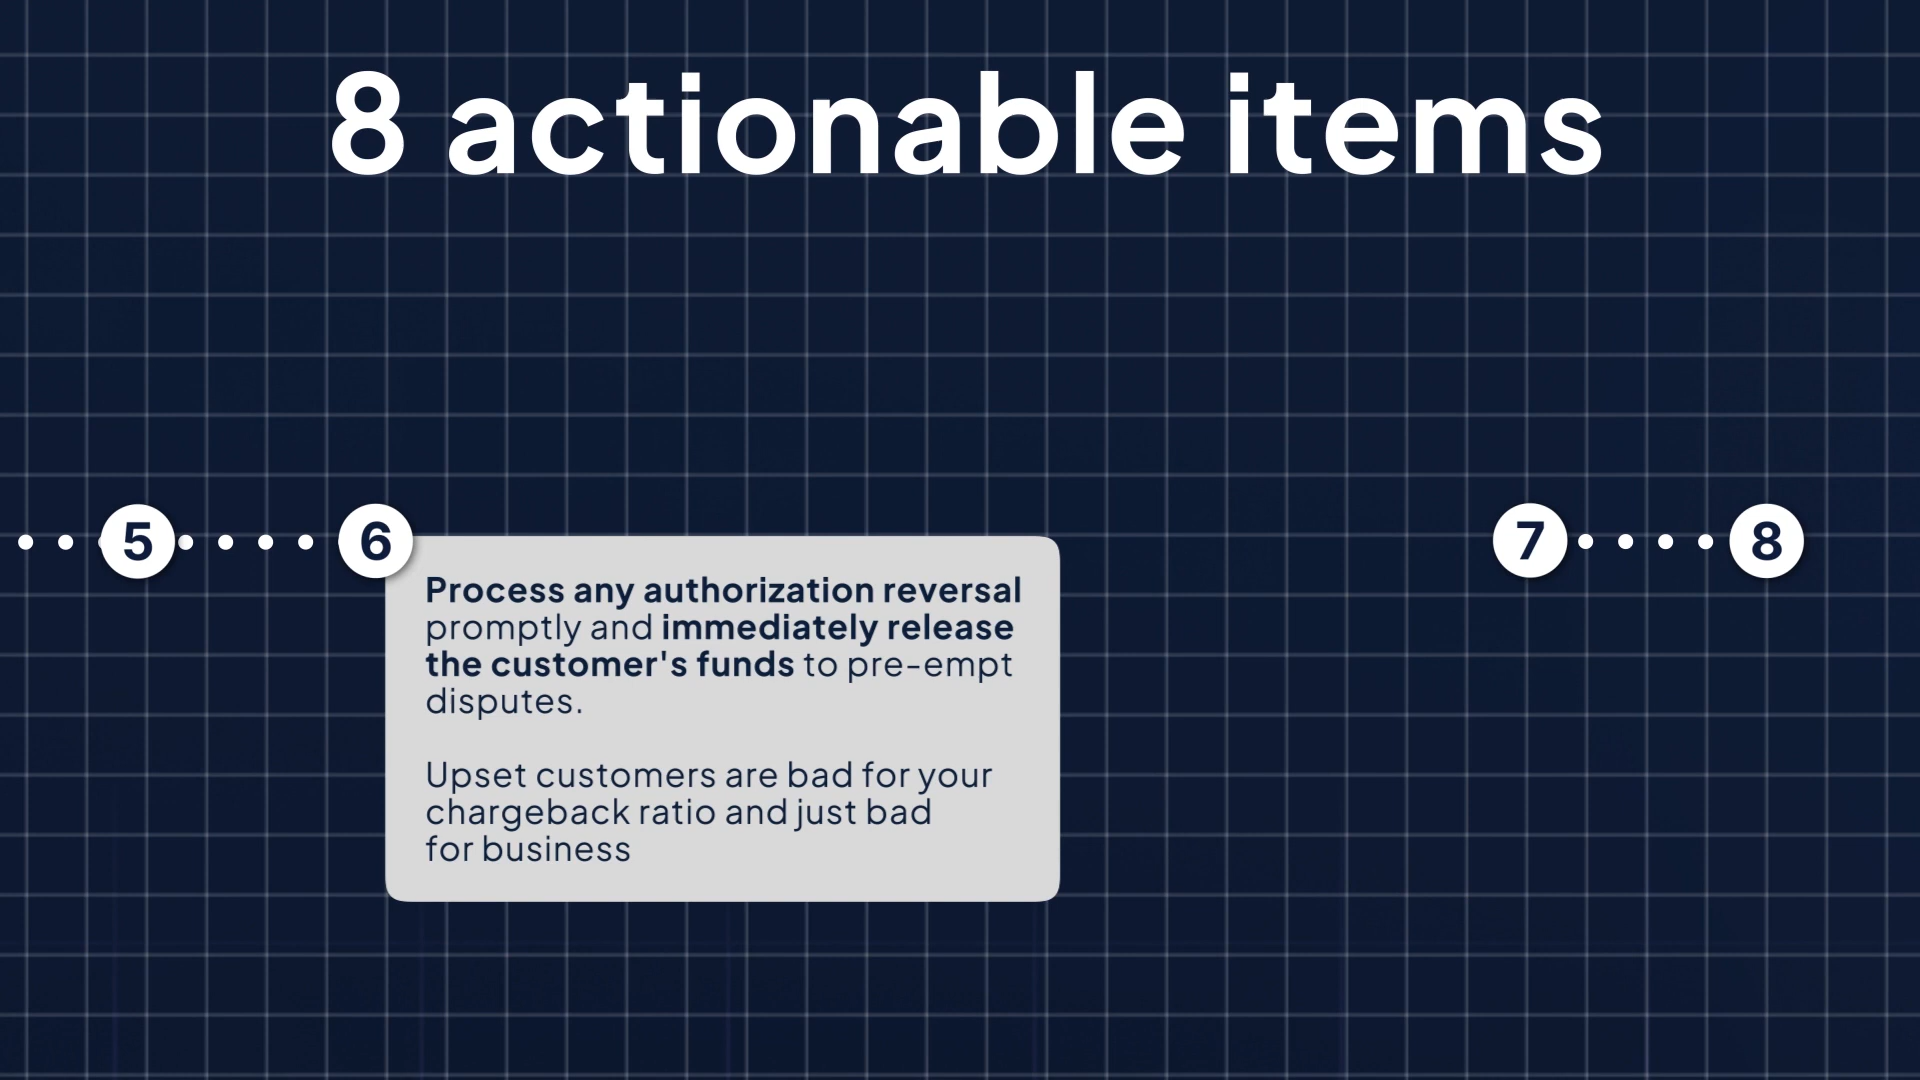 8 actionable items
5
6
7
8
Process any authorization reversal
promptly and immediately release
the customer's funds to pre-empt
disputes.
Upset customers are bad for your
chargeback ratio and just bad
for business